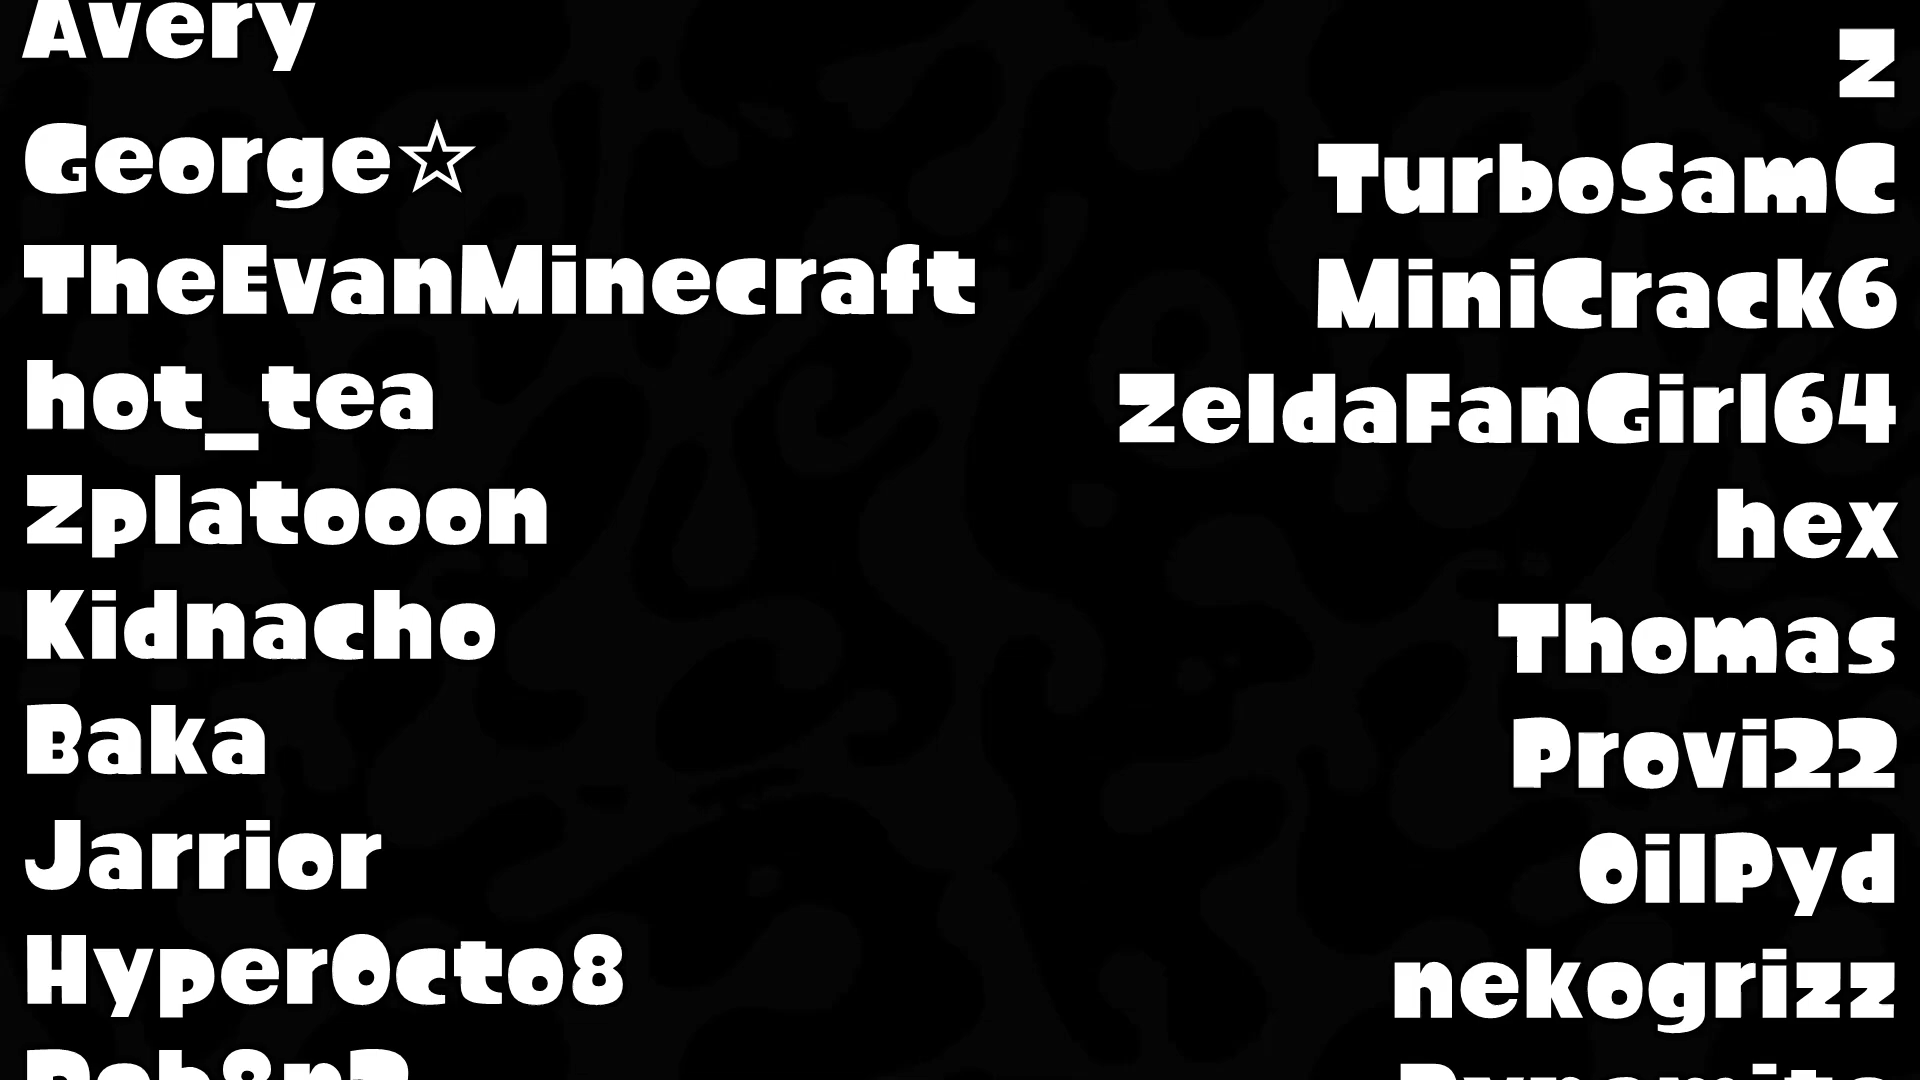 Avery
George☆
TheEvanMinecraft
hot_tea
Zplatooon
Kidnacho
Baka
Jarrior
HyperOcto8
Z
TurboSamC
MiniCrack6
ZeldaFanGirl64
hex
Thomas
Provi22
OilPyd
nekogrizz